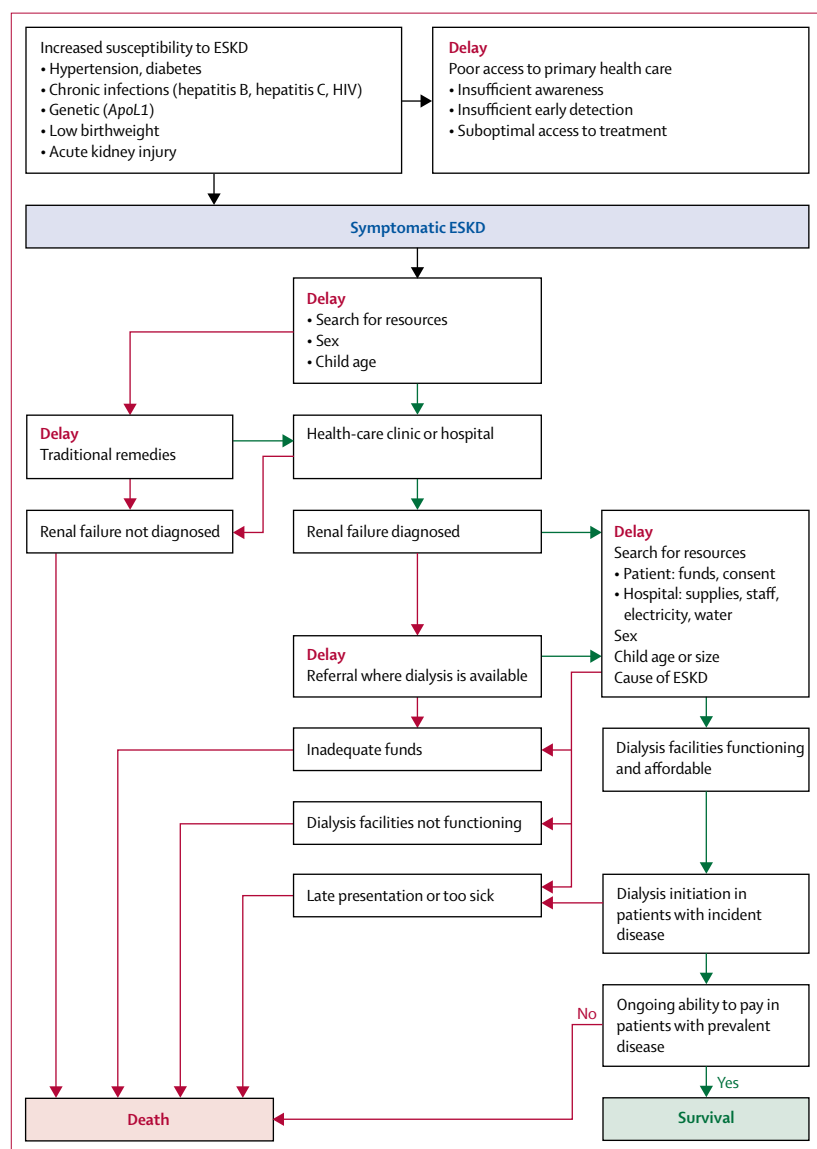 Increased susceptibility to ESKD
• Hypertension, diabetes
• Chronic infections (hepatitis B, hepatitis C, HIV)
• Genetic (ApoL1)
• Low birthweight
• Acute kidney injury
Delay
Poor access to primary health care
• Insufficient awareness
• Insufficient early detection
• Suboptimal access to treatment
Symptomatic ESKD
Delay
• Search for resources
• Sex
• Child age
Delay
Traditional remedies
Health-care clinic or hospital
Renal failure not diagnosed
Renal failure diagnosed
Delay
Search for resources
• Patient: funds, consent
• Hospital: supplies, staff,
electricity, water
Sex
Child age or size
Cause of ESKD
Delay
Referral where dialysis is available
Inadequate funds
Dialysis facilities functioning
and affordable
Dialysis facilities not functioning
Late presentation or too sick
Dialysis initiation in
patients with incident
disease
No
Ongoing ability to pay in
patients with prevalent
disease
Yes
Death
Survival